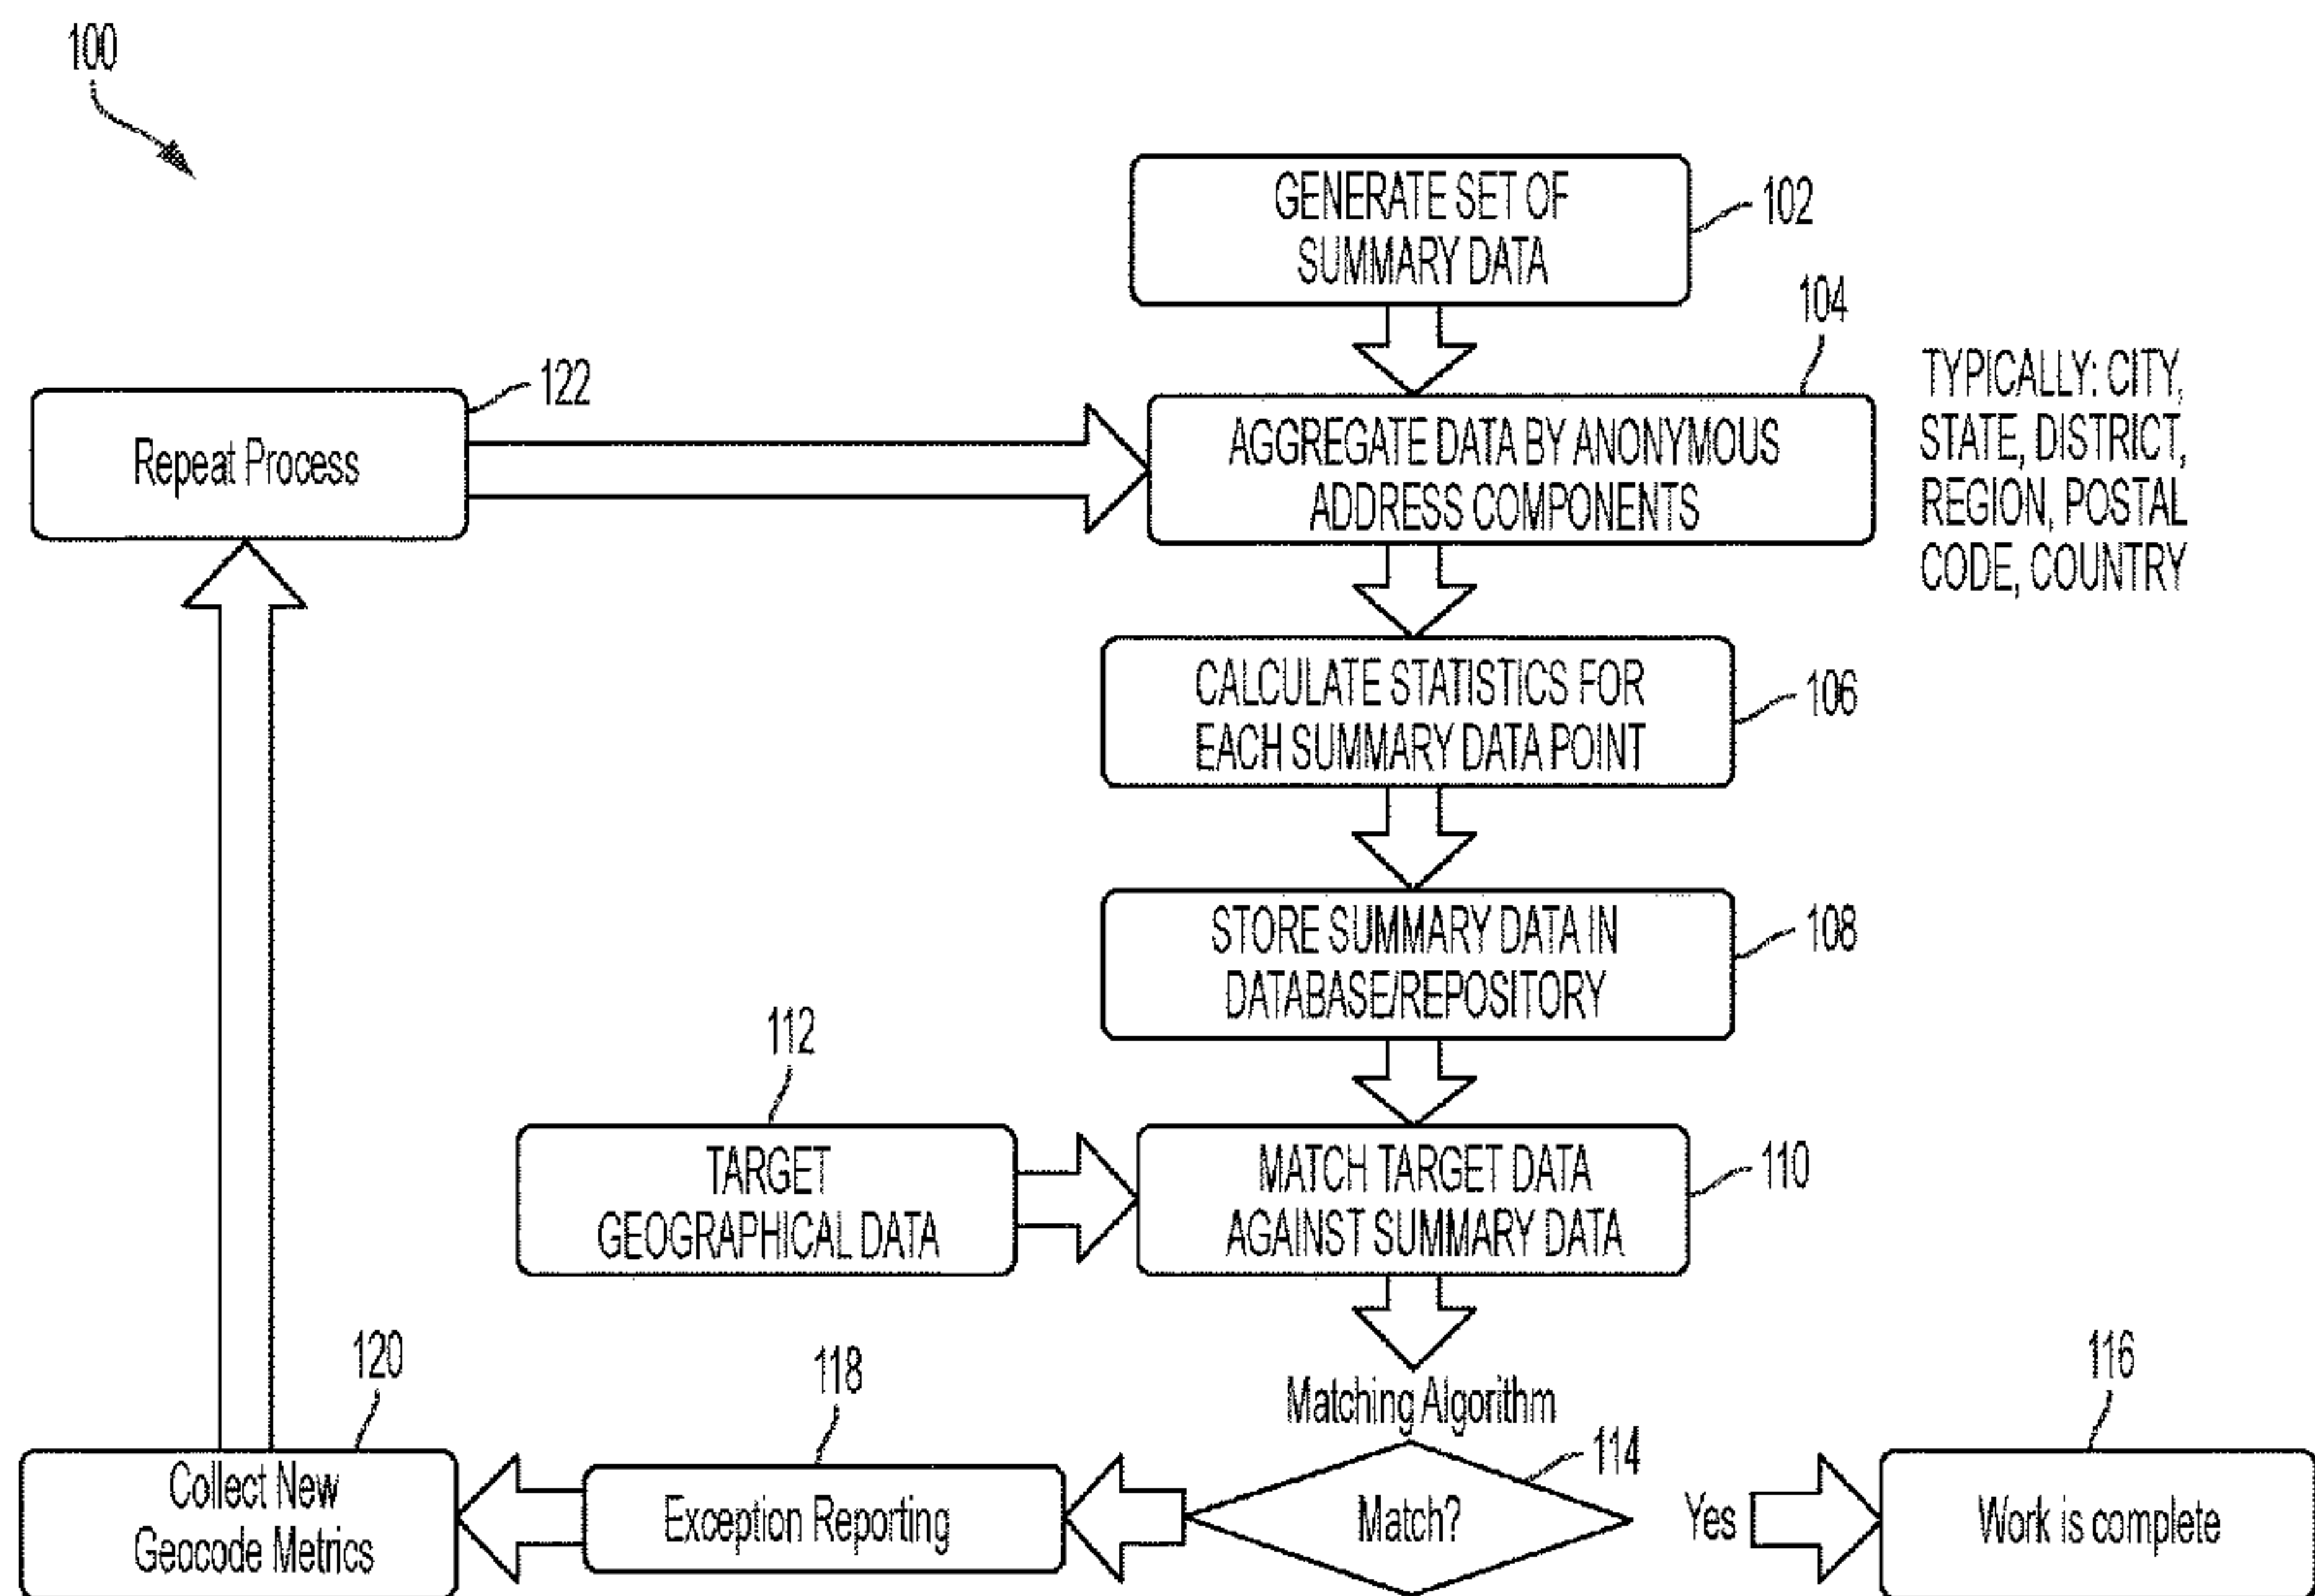 100
GENERATE SET OF
SUMMARY DATA
102
104
AGGREGATE DATA BY ANONYMOUS
ADDRESS COMPONENTS
TYPICALLY: CITY,
STATE, DISTRICT,
REGION, POSTAL
CODE, COUNTRY
122
Repeat Process
CALCULATE STATISTICS FOR
EACH SUMMARY DATA POINT
106
STORE SUMMARY DATA IN
DATABASE/REPOSITORY
108
112
TARGET
GEOGRAPHICAL DATA
MATCH TARGET DATA
AGAINST SUMMARY DATA
110
Matching Algorithm
114
Match?
Yes
116
Work is complete
118
Exception Reporting
120
Collect New
Geocode Metrics